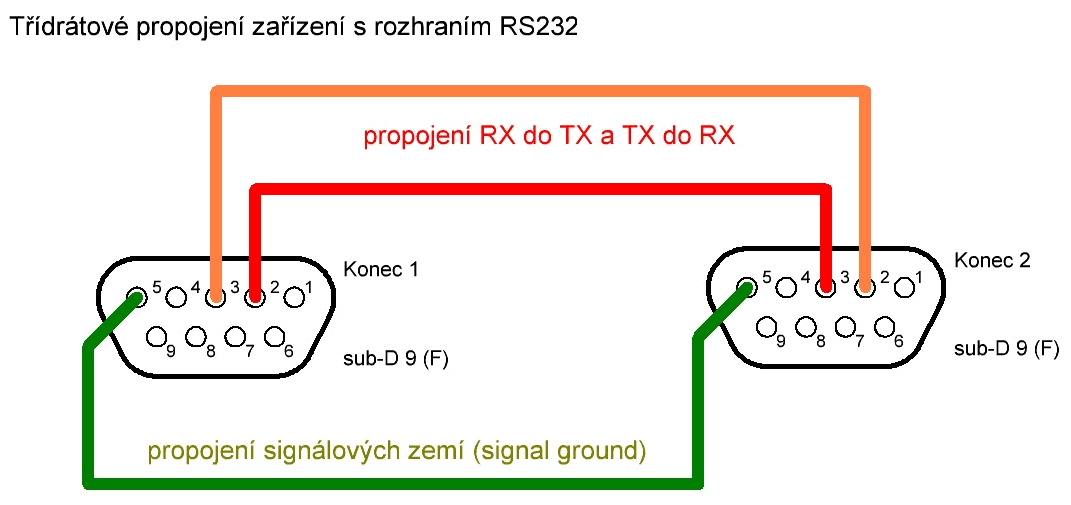 Třídrátové propojení zařízení s rozhraním RS232
propojení RX do TX a TX do RX
Konec 1
5 4 3 2 1
9 8 7 6
sub-D 9 (F)
Konec 2
5 4 3 2 1
9 8 7 6
sub-D 9 (F)
propojení signálových zemí (signal ground)